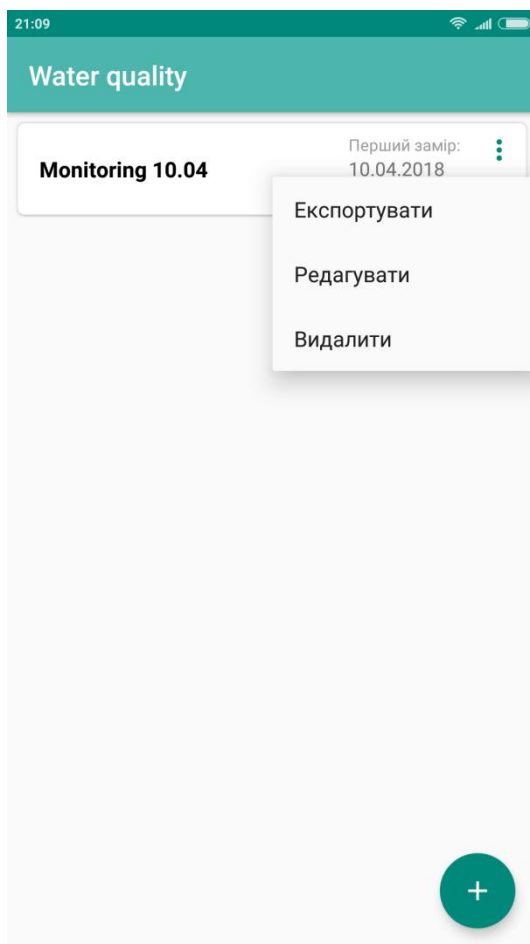 21:09
Water quality
Перший замір:
Monitoring 10.04
10.04.2018
Експортувати
Редагувати
Видалити
+